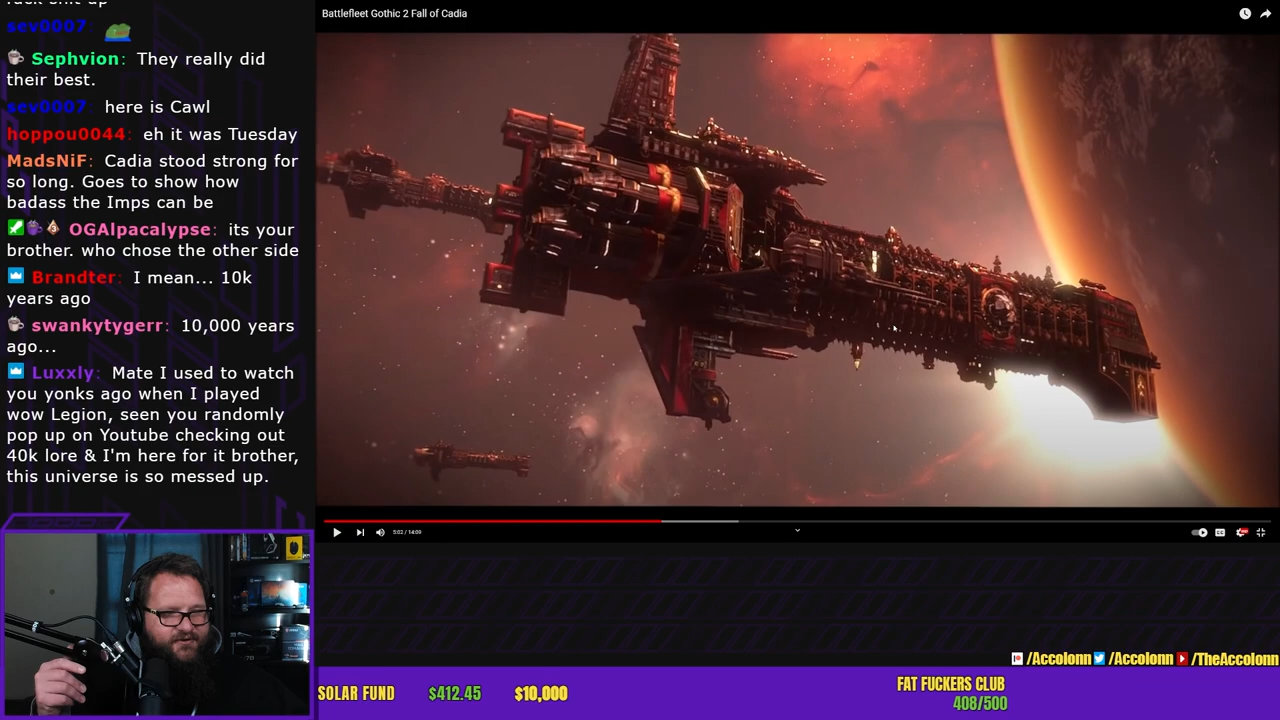 sev0007:
Sephvion: They really did
their best.
sev0007: here is Cawl
hoppou0044: eh it was Tuesday
MadsNiF: Cadia stood strong for
so long. Goes to show how
badass the Imps can be
OGAlpacalypse: its your
brother. who chose the other side
Brandter: I mean... 10k
years ago
swankytygerr: 10,000 years
ago...
Luxxly: Mate I used to watch
you yonks ago when I played
wow Legion, seen you randomly
pop up on Youtube checking out
40k lore & I'm here for it brother,
this universe is so messed up.
Battlefleet Gothic 2 Fall of Cadia
5:02 / 14:00
/Accolonn /Accolonn /TheAccolonn
SOLAR FUND $412.45 $10,000
FAT FUCKERS CLUB
408/500